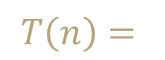 T(n) =